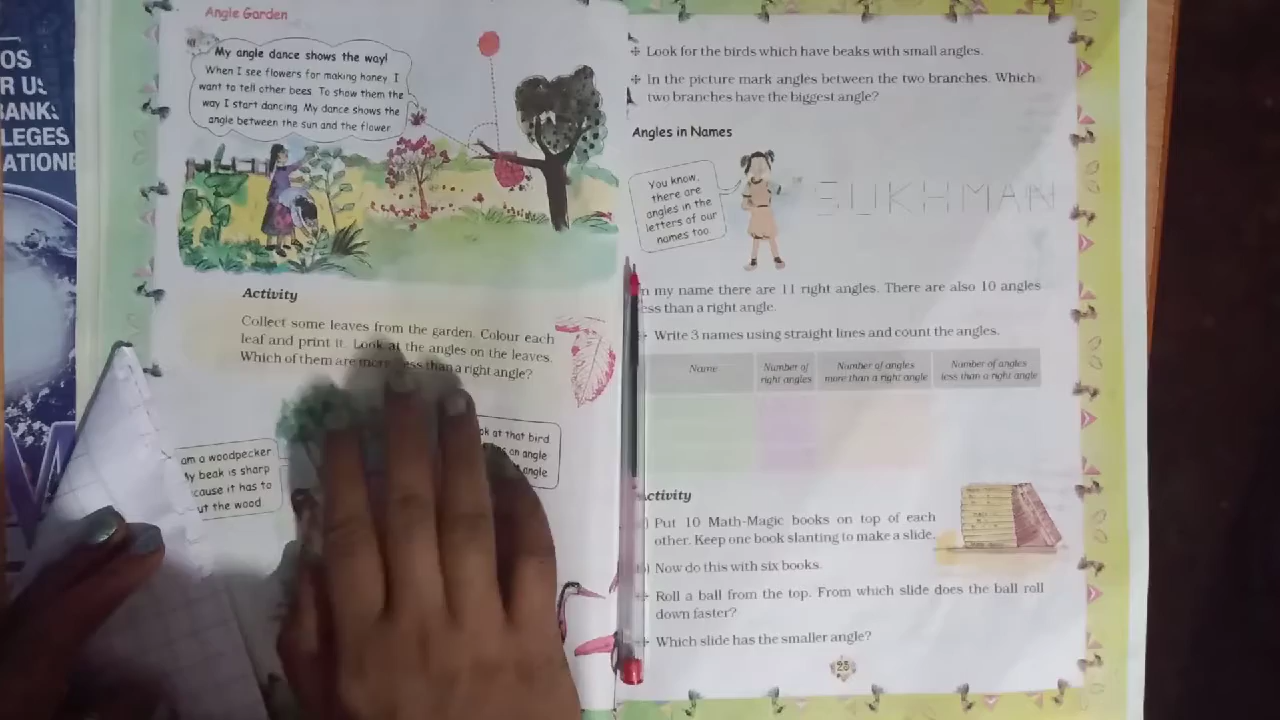 OS
R US
BANKS
LEGES
ATIONE
Angle Garden
My angle dance shows the way!
When I see flowers for making honey I
want to tell other bees. To show them the
way I start dancing. My dance shows the
angle between the sun and the flower
Activity
Collect some leaves from the garden. Colour each
leaf and print it. Look at the angles on the leaves.
Which of them are more less than a right angle?
am a woodpecker
My beak is sharp
cause it has to
ut the wood
ok at that bird
an angle
angle
Look for the birds which have beaks with small angles.
In the picture mark angles between the two branches. Which
two branches have the biggest angle?
Angles in Names
You know,
there are
angles in the
letters of our
names too.
SUKHMAN
n my name there are 11 right angles. There are also 10 angles
ess than a right angle.
Write 3 names using straight lines and count the angles.
Name
Number of
right angles
Number of angles
more than a right angle
Number of angles
less than a right angle
ctivity
) Put 10 Math-Magic books on top of each
other. Keep one book slanting to make a slide.
) Now do this with six books.
Roll a ball from the top. From which slide does the ball roll
down faster?
Which slide has the smaller angle?
25